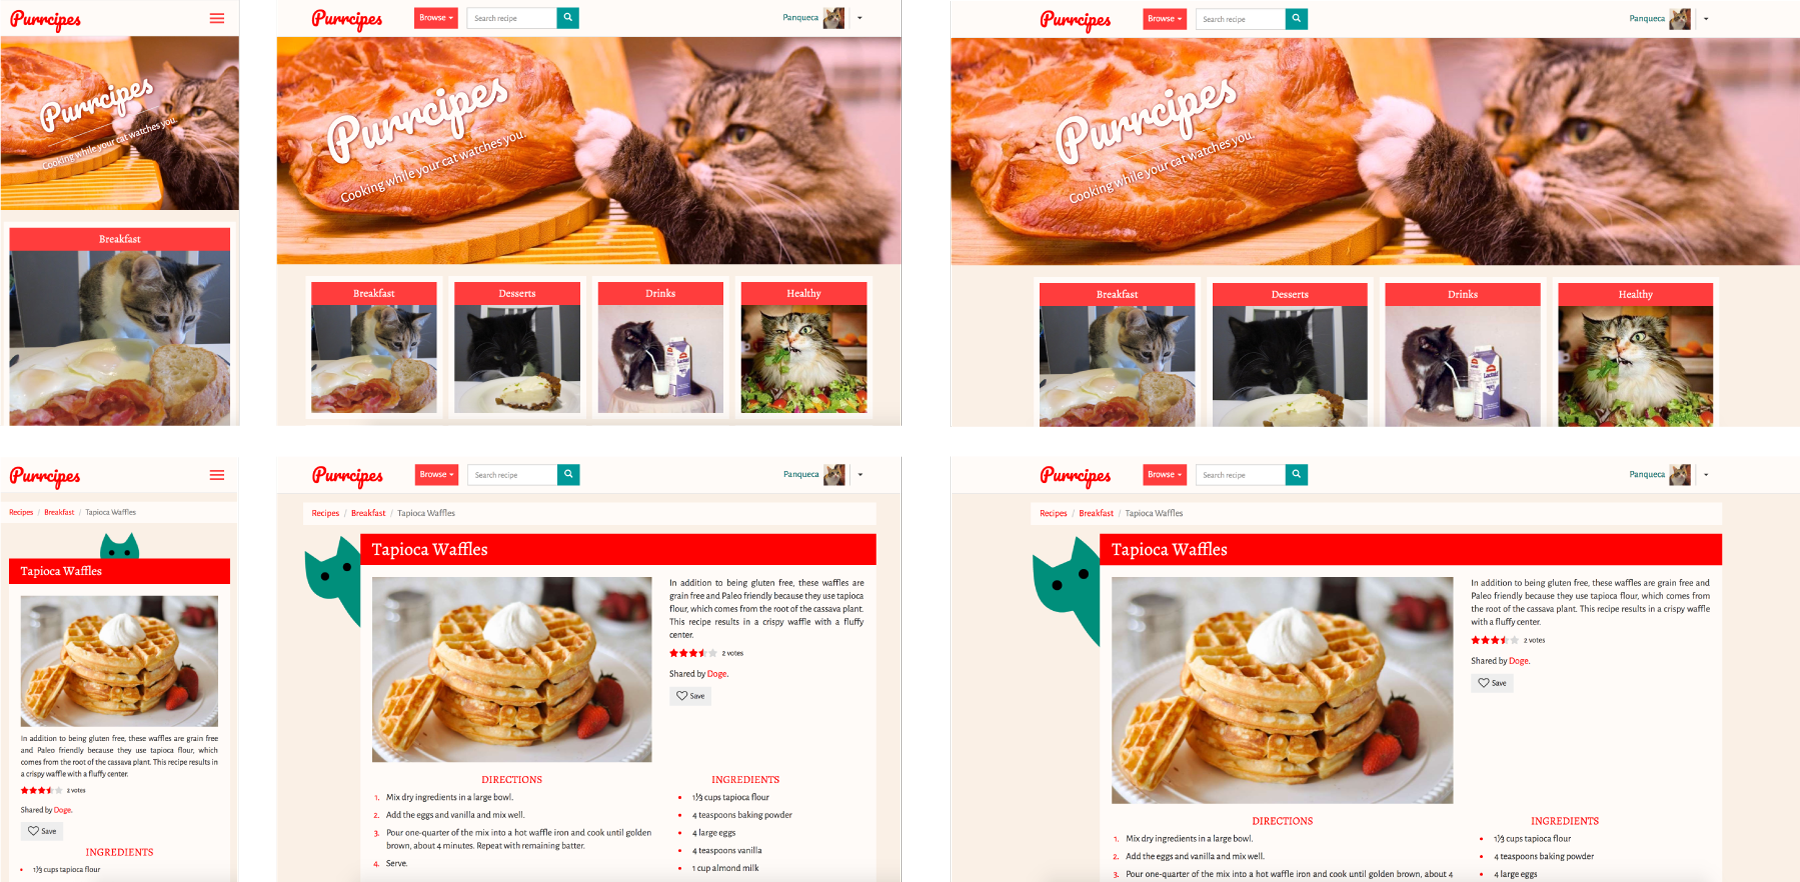 Purrcipes
Purrcipes
Cooking while your cat watches you.
Breakfast
Purrcipes
Browse
Search recipe
Panqueca
Purrcipes
Cooking while your cat watches you.
Breakfast
Desserts
Drinks
Healthy
Purrcipes
Browse
Search recipe
Panqueca
Purrcipes
Cooking while your cat watches you.
Breakfast
Desserts
Drinks
Healthy
Purrcipes
Recipes / Breakfast / Tapioca Waffles
Tapioca Waffles
In addition to being gluten free, these waffles are grain free
and Paleo friendly because they use tapioca flour, which
comes from the root of the cassava plant. This recipe results in
a crispy waffle with a fluffy center.
2 votes
Shared by Doge.
Save
INGREDIENTS
• 1⅓ cups tapioca flour
Purrcipes
Browse
Search recipe
Panqueca
Recipes / Breakfast / Tapioca Waffles
Tapioca Waffles
In addition to being gluten free, these waffles are
grain free and Paleo friendly because they use tapioca
flour, which comes from the root of the cassava plant.
This recipe results in a crispy waffle with a fluffy
center.
2 votes
Shared by Doge.
Save
DIRECTIONS
1. Mix dry ingredients in a large bowl.
2. Add the eggs and vanilla and mix well.
3. Pour one-quarter of the mix into a hot waffle iron and cook until golden
brown, about 4 minutes. Repeat with remaining batter.
4. Serve.
INGREDIENTS
• 1⅓ cups tapioca flour
• 4 teaspoons baking powder
• 4 large eggs
• 4 teaspoons vanilla
• 1 cup almond milk
Purrcipes
Browse
Search recipe
Panqueca
Recipes / Breakfast / Tapioca Waffles
Tapioca Waffles
In addition to being gluten free, these waffles are grain free and
Paleo friendly because they use tapioca flour, which comes from
the root of the cassava plant. This recipe results in a crispy waffle
with a fluffy center.
2 votes
Shared by Doge.
Save
DIRECTIONS
1. Mix dry ingredients in a large bowl.
2. Add the eggs and vanilla and mix well.
3. Pour one-quarter of the mix into a hot waffle iron and cook until golden brown, about 4
INGREDIENTS
• 1⅓ cups tapioca flour
• 4 teaspoons baking powder
• 4 large eggs